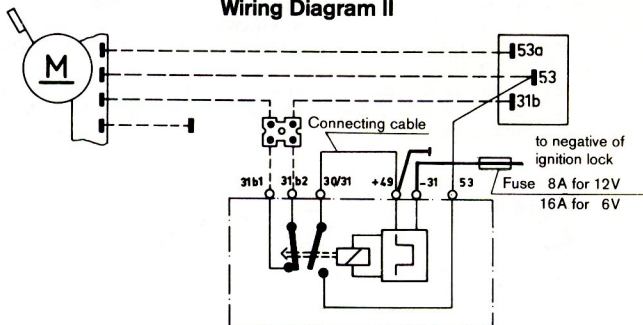 Wiring Diagram II
M
53a
53
31b
Connecting cable
to negative of
ignition lock
31b1 31b2 30/31 +49 -31 53
Fuse 8A for 12V
16A for 6V